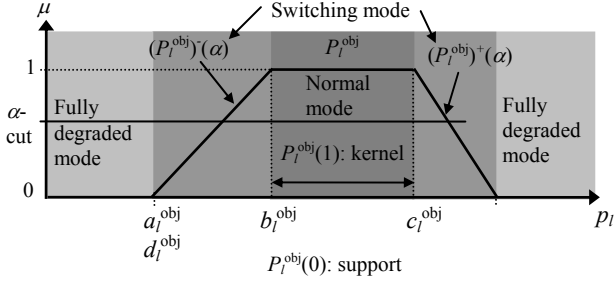 Switching mode
μ
(P_l^obj)^-(α)
P_l^obj
(P_l^obj)^+(α)
1
Normal
mode
α-
cut
Fully
degraded
mode
Fully
degraded
mode
P_l^obj(1): kernel
0
a_l^obj
b_l^obj
c_l^obj
p_l
d_l^obj
P_l^obj(0): support